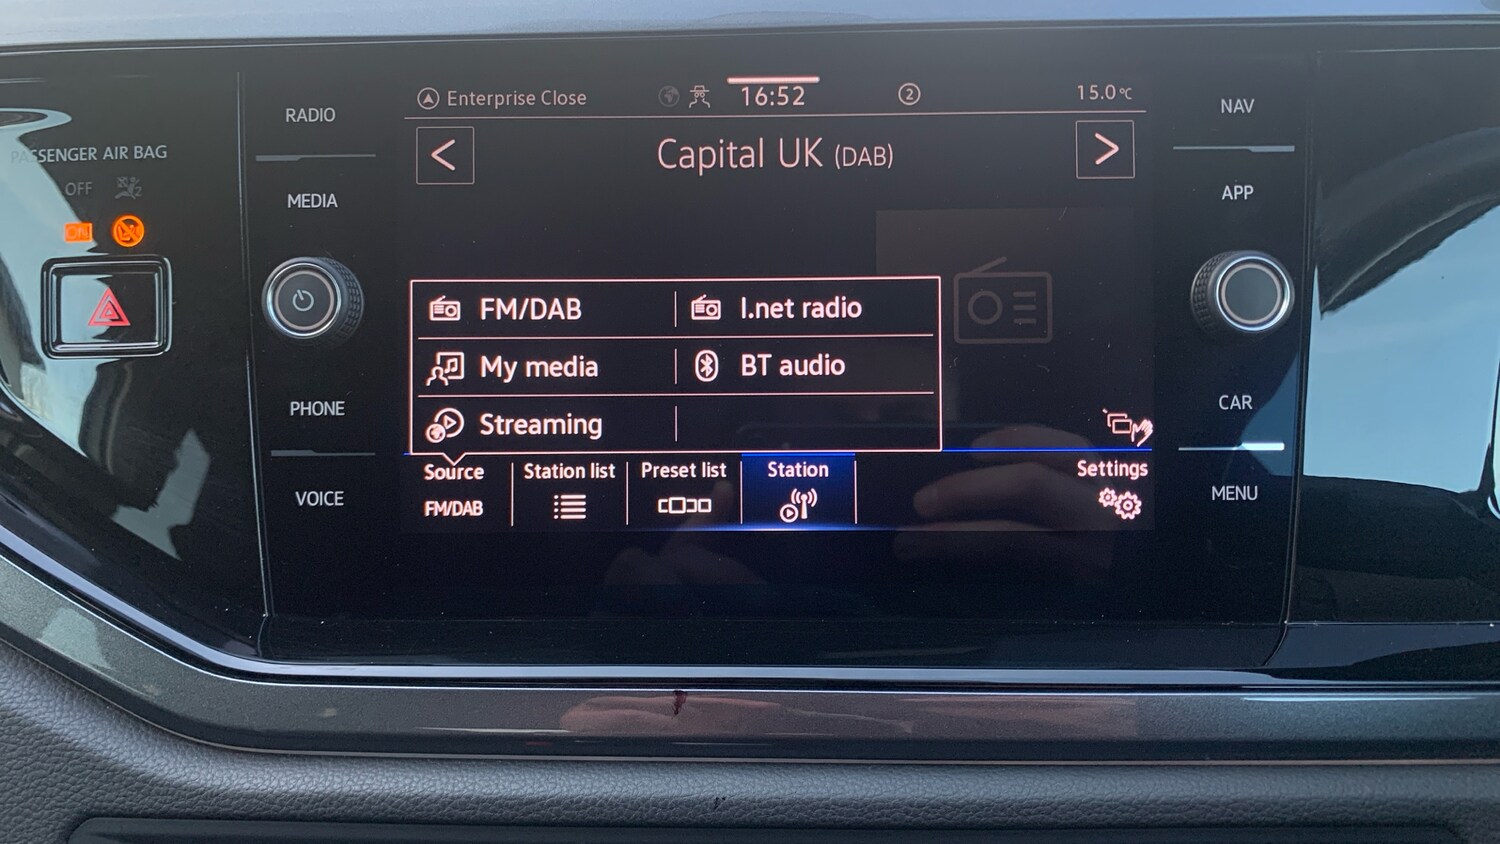 Enterprise Close 16:52 2 15.0 °C
< Capital UK (DAB) >
FM/DAB I.net radio
My media BT audio
Streaming
Source Station list Preset list Station Settings
FM/DAB
RADIO
MEDIA
PHONE
VOICE
NAV
APP
CAR
MENU
PASSENGER AIR BAG
OFF 2
ON